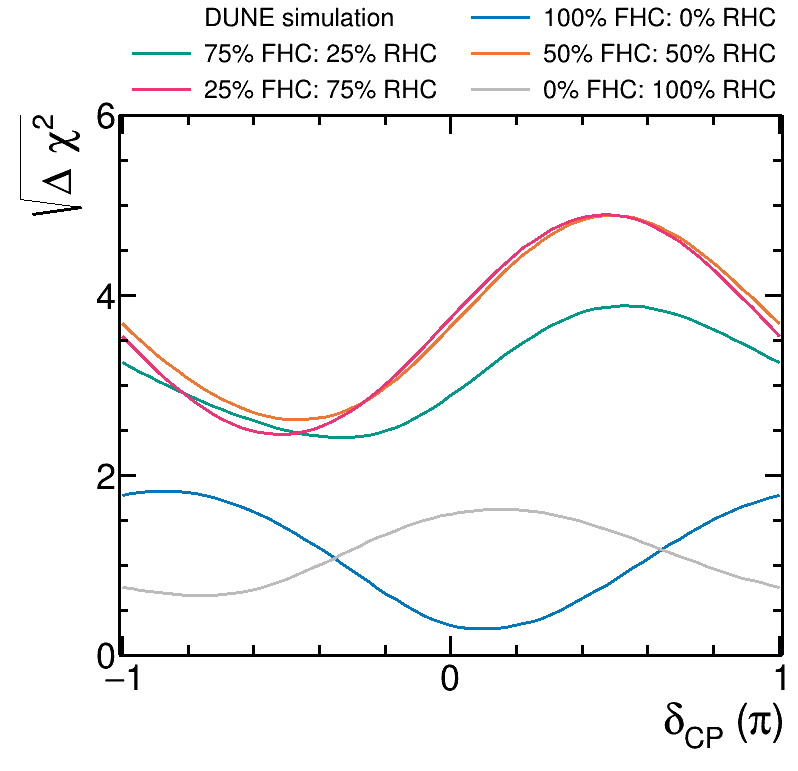 DUNE simulation
100% FHC: 0% RHC
75% FHC: 25% RHC
50% FHC: 50% RHC
25% FHC: 75% RHC
0% FHC: 100% RHC
√Δ χ²
6
4
2
0
−1 0 1
δCP (π)